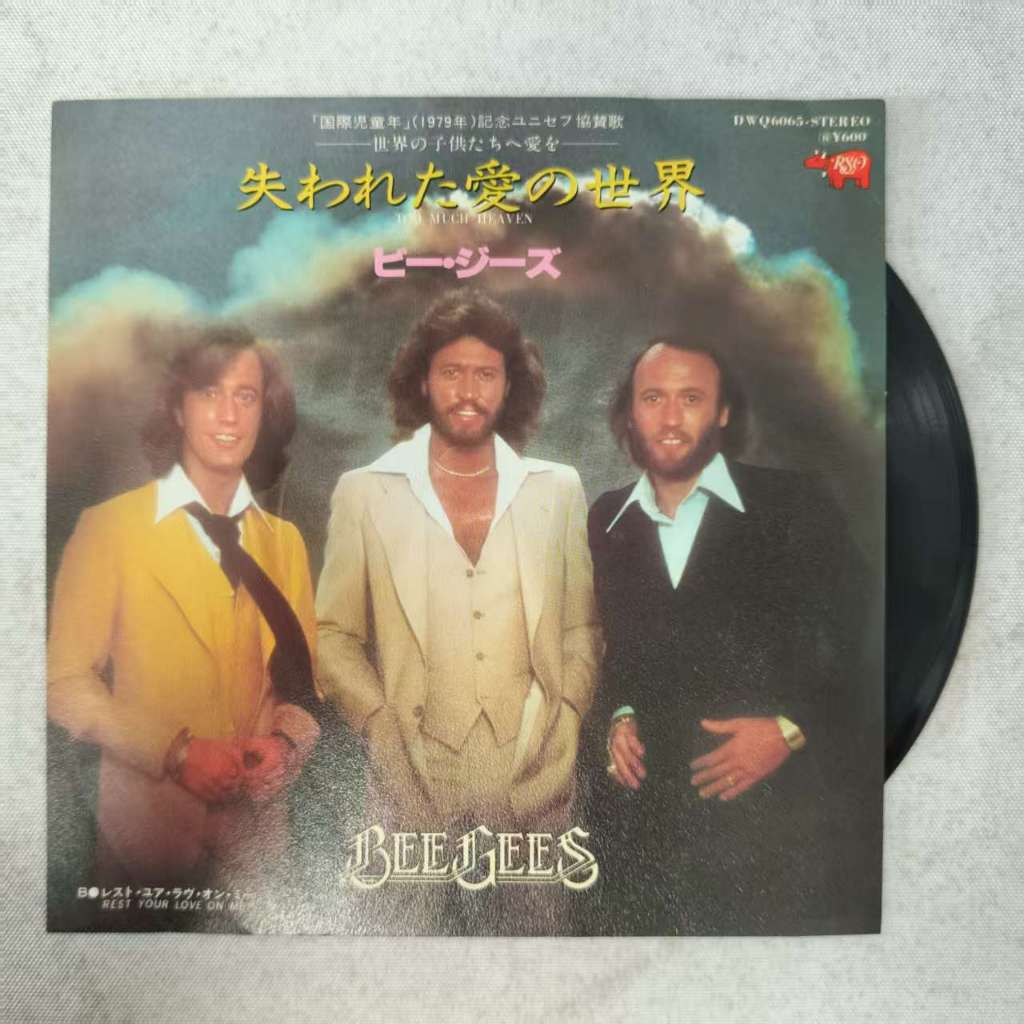 「国際児童年」(1979年)記念ユニセフ協賛歌
世界の子供たちへ愛を
DWQ6065-STEREO
¥600
RSO
失われた愛の世界
TOO MUCH HEAVEN
ビー・ジーズ
BEE GEES
B●レスト・ユア・ラヴ・オン・ミー
REST YOUR LOVE ON ME